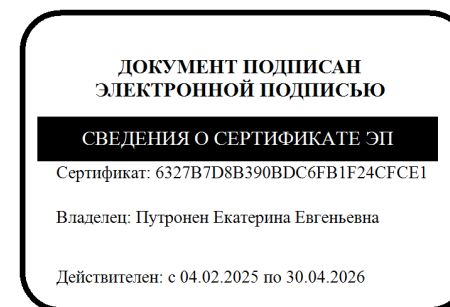 ДОКУМЕНТ ПОДПИСАН
ЭЛЕКТРОННОЙ ПОДПИСЬЮ
СВЕДЕНИЯ О СЕРТИФИКАТЕ ЭП
Сертификат: 6327B7D8B390BDC6FB1F24CFCE1
Владелец: Путронен Екатерина Евгеньевна
Действителен: с 04.02.2025 по 30.04.2026